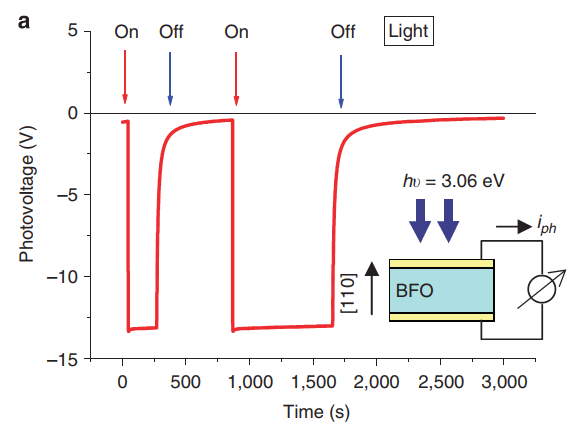 a
On Off On Off Light
5
0
−5
−10
−15
Photovoltage (V)
hυ = 3.06 eV
iph
[110]
BFO
0 500 1,000 1,500 2,000 2,500 3,000
Time (s)